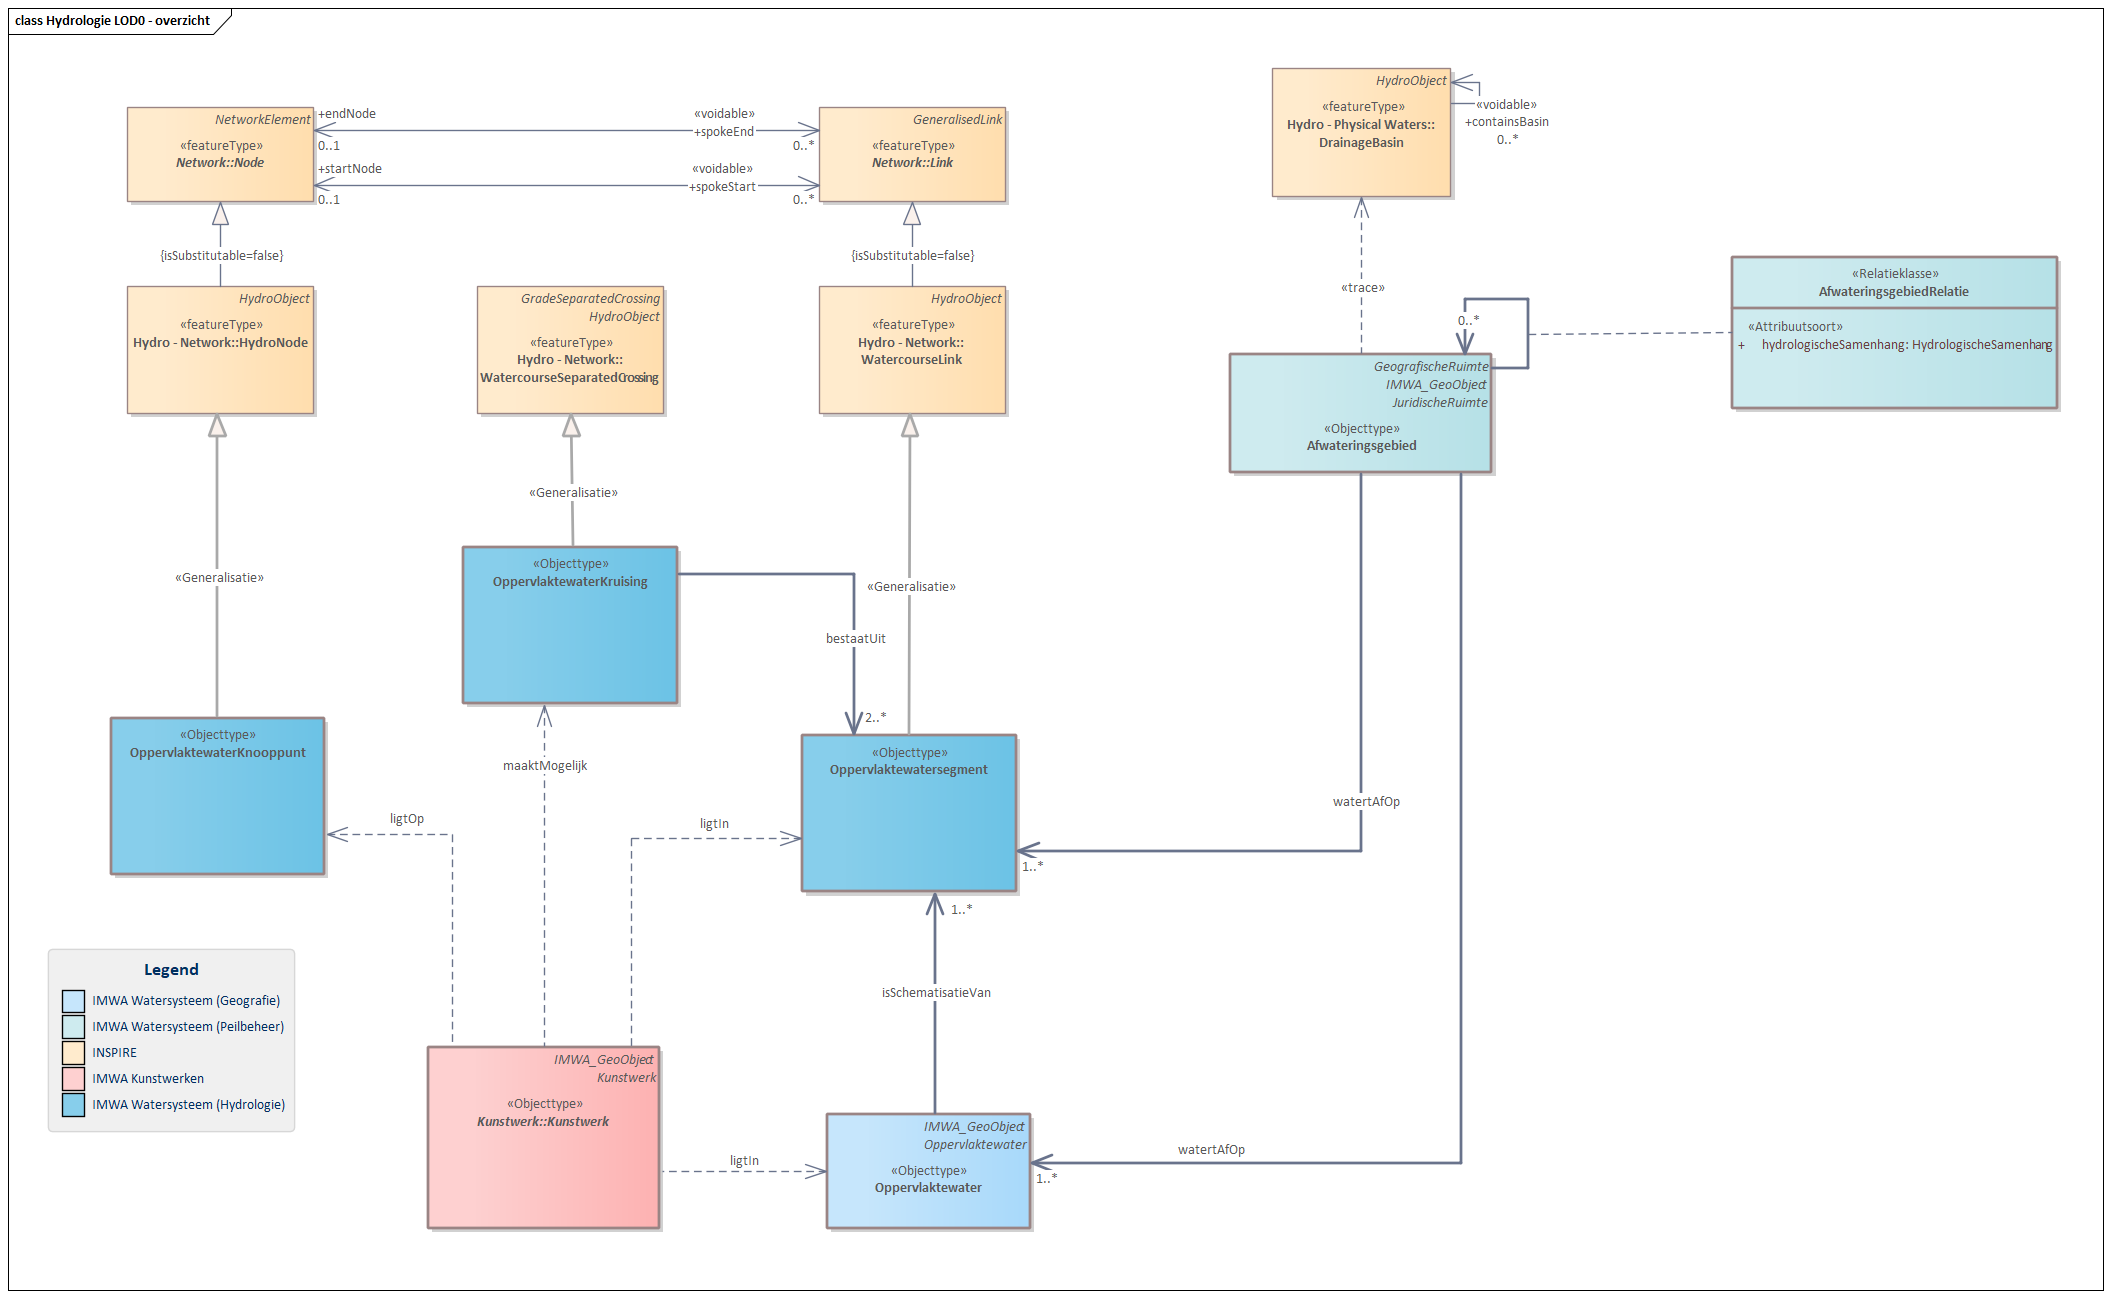 class Hydrologie LOD0 - overzicht
NetworkElement
«featureType»
Network::Node
+endNode
0..1
«voidable»
+spokeEnd
0..*
+startNode
0..1
«voidable»
+spokeStart
0..*
GeneralisedLink
«featureType»
Network::Link
HydroObject
«featureType»
Hydro - Physical Waters::
DrainageBasin
«voidable»
+containsBasin
0..*
{isSubstitutable=false}
{isSubstitutable=false}
HydroObject
«featureType»
Hydro - Network::HydroNode
GradeSeparatedCrossing
HydroObject
«featureType»
Hydro - Network::
WatercourseSeparatedCrossing
HydroObject
«featureType»
Hydro - Network::
WatercourseLink
«trace»
0..*
«Relatieklasse»
AfwateringsgebiedRelatie
«Attribuutsoort»
+ hydrologischeSamenhang: HydrologischeSamenhang
GeografischeRuimte
IMWA_GeoObject
JuridischeRuimte
«Objecttype»
Afwateringsgebied
«Generalisatie»
«Generalisatie»
«Generalisatie»
«Objecttype»
OppervlaktewaterKruising
bestaatUit
2..*
«Objecttype»
OppervlaktewaterKnooppunt
«Objecttype»
Oppervlaktewatersegment
maaktMogelijk
ligtOp
ligtIn
watertAfOp
1..*
1..*
isSchematisatieVan
Legend
IMWA Watersysteem (Geografie)
IMWA Watersysteem (Peilbeheer)
INSPIRE
IMWA Kunstwerken
IMWA Watersysteem (Hydrologie)
IMWA_GeoObject
Kunstwerk
«Objecttype»
Kunstwerk::Kunstwerk
ligtIn
IMWA_GeoObject
Oppervlaktewater
«Objecttype»
Oppervlaktewater
watertAfOp
1..*